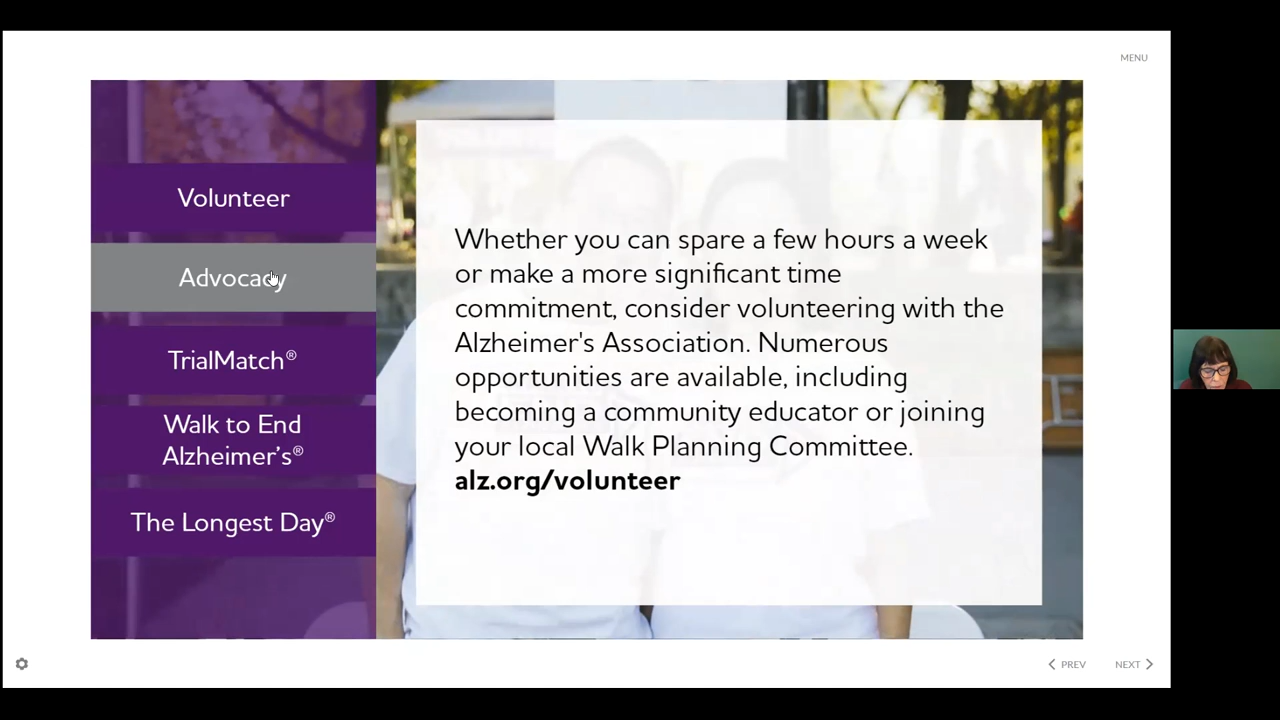 MENU
Volunteer
Advocacy
TrialMatch®
Walk to End
Alzheimer's®
The Longest Day®
Whether you can spare a few hours a week
or make a more significant time
commitment, consider volunteering with the
Alzheimer's Association. Numerous
opportunities are available, including
becoming a community educator or joining
your local Walk Planning Committee.
alz.org/volunteer
PREV
NEXT